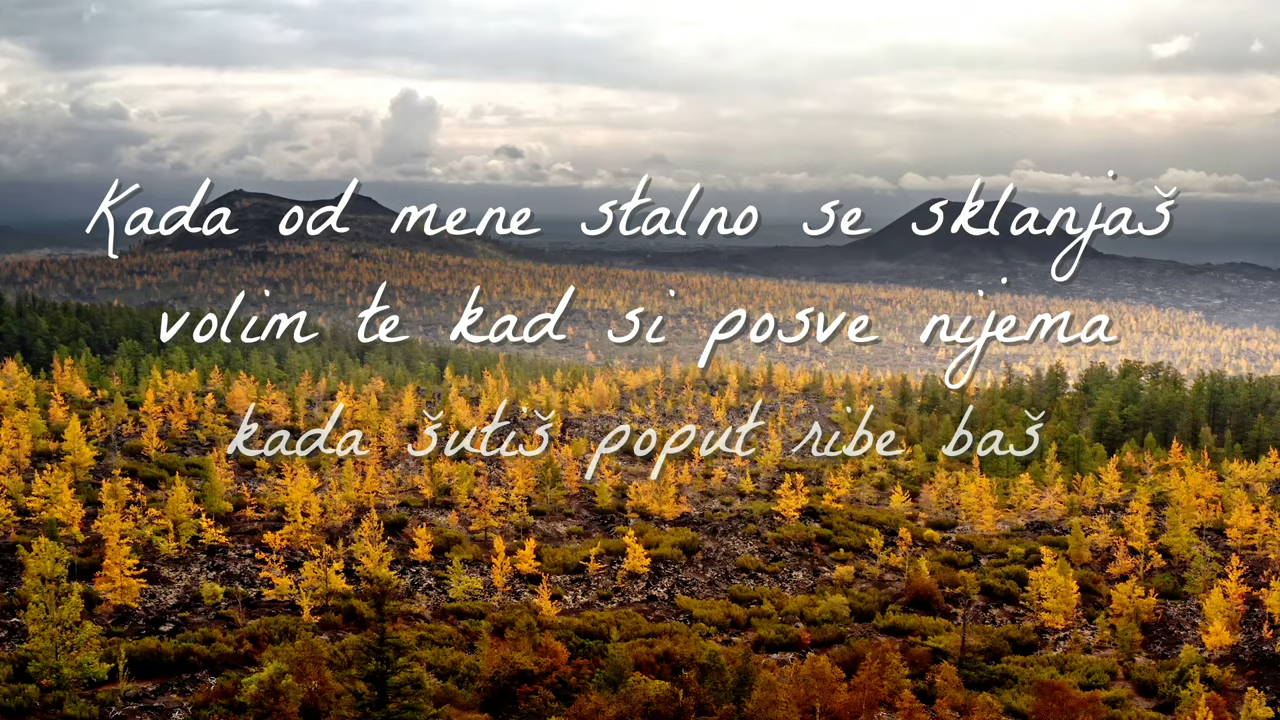 Kada od mene stalno se sklanjaš
volim te kad si posve nijema
kada šutiš poput ribe baš